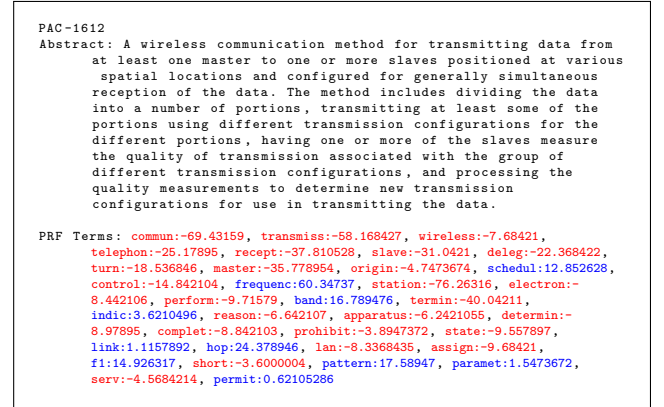 PAC-1612
Abstract: A wireless communication method for transmitting data from
at least one master to one or more slaves positioned at various
spatial locations and configured for generally simultaneous
reception of the data. The method includes dividing the data
into a number of portions, transmitting at least some of the
portions using different transmission configurations for the
different portions, having one or more of the slaves measure
the quality of transmission associated with the group of
different transmission configurations, and processing the
quality measurements to determine new transmission
configurations for use in transmitting the data.
PRF Terms: commun:-69.43159, transmiss:-58.168427, wireless:-7.68421,
telephon:-25.17895, recept:-37.810528, slave:-31.0421, deleg:-22.368422,
turn:-18.536846, master:-35.778954, origin:-4.7473674, schedul:12.852628,
control:-14.842104, frequenc:60.34737, station:-76.26316, electron:-
8.442106, perform:-9.71579, band:16.789476, termin:-40.04211,
indic:3.6210496, reason:-6.642107, apparatus:-6.2421055, determin:-
8.97895, complet:-8.842103, prohibit:-3.8947372, state:-9.557897,
link:1.1157892, hop:24.378946, lan:-8.3368435, assign:-9.68421,
f1:14.926317, short:-3.6000004, pattern:17.58947, paramet:1.5473672,
serv:-4.5684214, permit:0.62105286